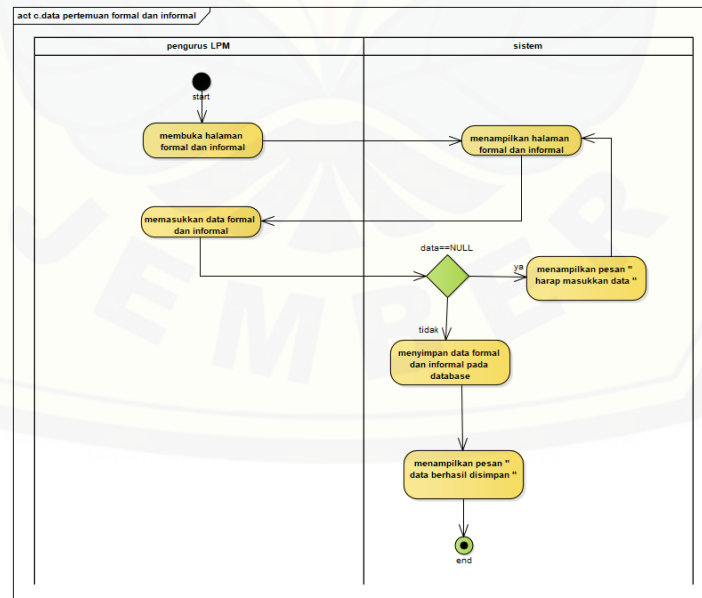 act c.data pertemuan formal dan informal
pengurus LPM
sistem
start
membuka halaman
formal dan informal
menampilkan halaman
formal dan informal
memasukkan data formal
dan informal
data==NULL
ya
menampilkan pesan "
harap masukkan data "
tidak
menyimpan data formal
dan informal pada
database
menampilkan pesan "
data berhasil disimpan "
end
JEMBER